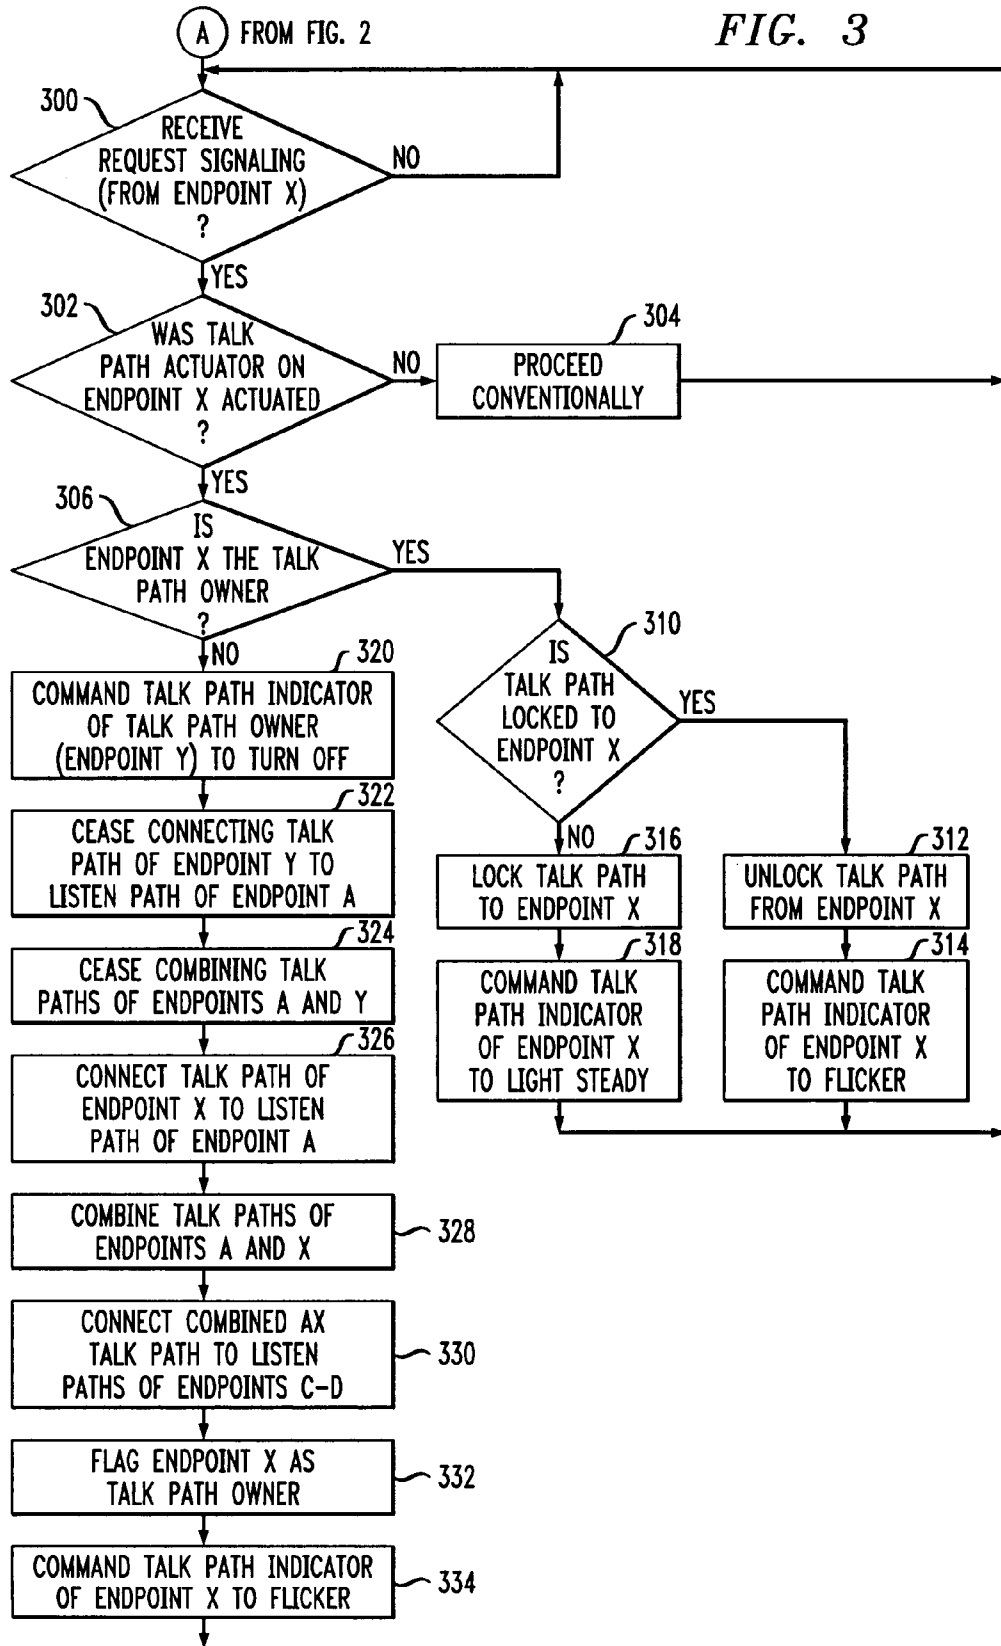 A FROM FIG. 2
FIG. 3
300
RECEIVE
REQUEST SIGNALING
(FROM ENDPOINT X)
?
NO
YES
302
WAS TALK
PATH ACTUATOR ON
ENDPOINT X ACTUATED
?
NO
304
PROCEED
CONVENTIONALLY
YES
306
IS
ENDPOINT X THE TALK
PATH OWNER
?
YES
NO
310
IS
TALK PATH
LOCKED TO
ENDPOINT X
?
YES
NO
320
COMMAND TALK PATH INDICATOR
OF TALK PATH OWNER
(ENDPOINT Y) TO TURN OFF
322
CEASE CONNECTING TALK
PATH OF ENDPOINT Y TO
LISTEN PATH OF ENDPOINT A
316
LOCK TALK PATH
TO ENDPOINT X
312
UNLOCK TALK PATH
FROM ENDPOINT X
324
CEASE COMBINING TALK
PATHS OF ENDPOINTS A AND Y
318
COMMAND TALK
PATH INDICATOR
OF ENDPOINT X
TO LIGHT STEADY
314
COMMAND TALK
PATH INDICATOR
OF ENDPOINT X
TO FLICKER
326
CONNECT TALK PATH OF
ENDPOINT X TO LISTEN
PATH OF ENDPOINT A
COMBINE TALK PATHS OF
ENDPOINTS A AND X
328
CONNECT COMBINED AX
TALK PATH TO LISTEN
PATHS OF ENDPOINTS C-D
330
FLAG ENDPOINT X AS
TALK PATH OWNER
332
COMMAND TALK PATH INDICATOR
OF ENDPOINT X TO FLICKER
334